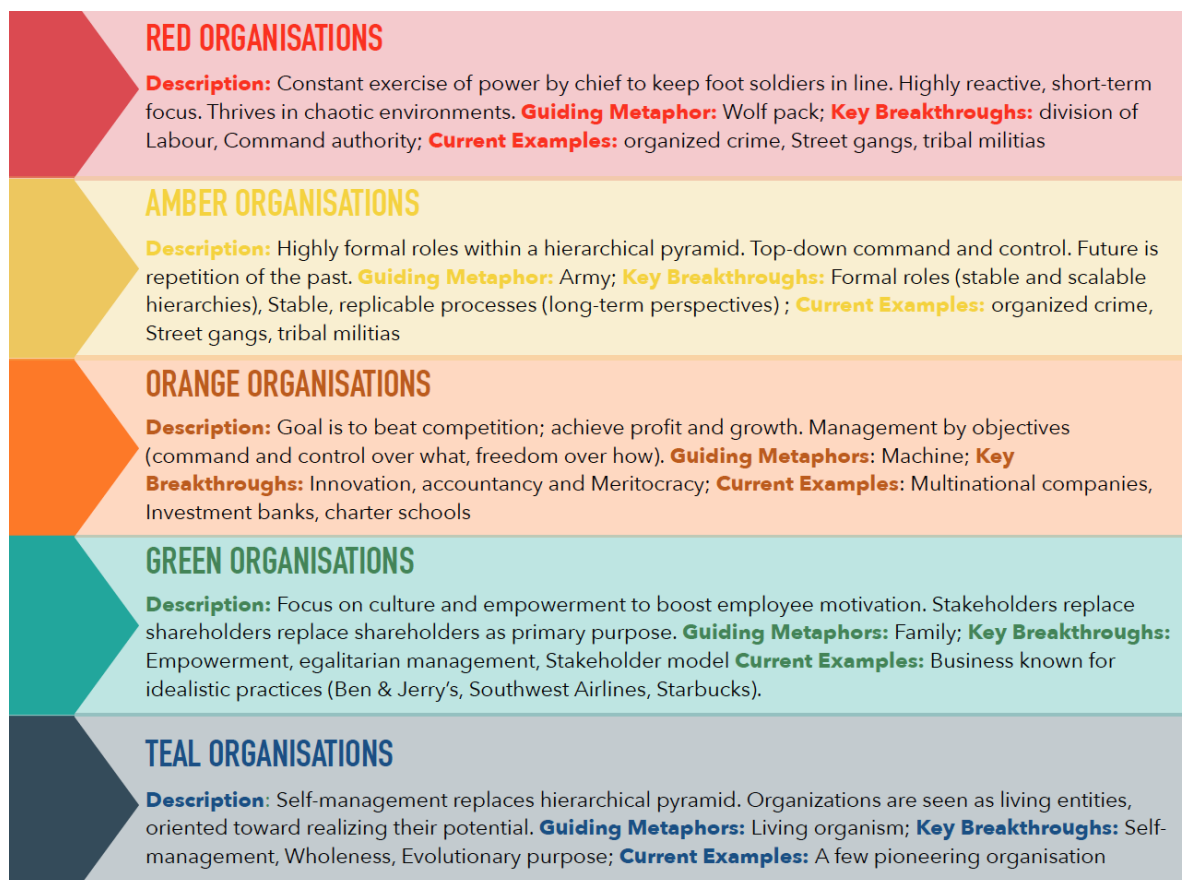 RED ORGANISATIONS
Description: Constant exercise of power by chief to keep foot soldiers in line. Highly reactive, short-term
focus. Thrives in chaotic environments. Guiding Metaphor: Wolf pack; Key Breakthroughs: division of
Labour, Command authority; Current Examples: organized crime, Street gangs, tribal militias
AMBER ORGANISATIONS
Description: Highly formal roles within a hierarchical pyramid. Top-down command and control. Future is
repetition of the past. Guiding Metaphor: Army; Key Breakthroughs: Formal roles (stable and scalable
hierarchies), Stable, replicable processes (long-term perspectives) ; Current Examples: organized crime,
Street gangs, tribal militias
ORANGE ORGANISATIONS
Description: Goal is to beat competition; achieve profit and growth. Management by objectives
(command and control over what, freedom over how). Guiding Metaphors: Machine; Key
Breakthroughs: Innovation, accountancy and Meritocracy; Current Examples: Multinational companies,
Investment banks, charter schools
GREEN ORGANISATIONS
Description: Focus on culture and empowerment to boost employee motivation. Stakeholders replace
shareholders replace shareholders as primary purpose. Guiding Metaphors: Family; Key Breakthroughs:
Empowerment, egalitarian management, Stakeholder model Current Examples: Business known for
idealistic practices (Ben & Jerry's, Southwest Airlines, Starbucks).
TEAL ORGANISATIONS
Description: Self-management replaces hierarchical pyramid. Organizations are seen as living entities,
oriented toward realizing their potential. Guiding Metaphors: Living organism; Key Breakthroughs: Self-
management, Wholeness, Evolutionary purpose; Current Examples: A few pioneering organisation